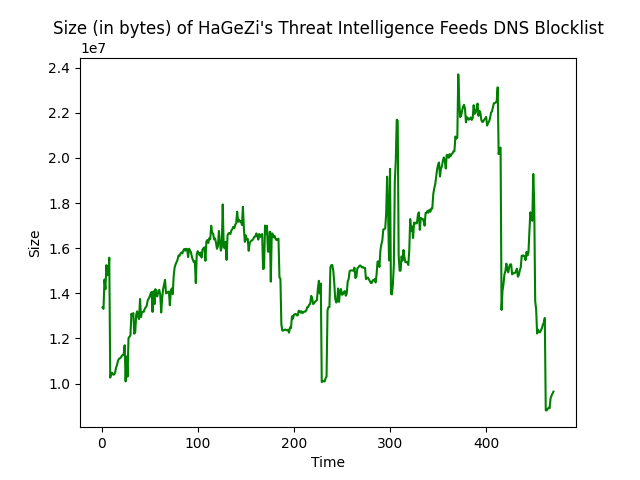 Size (in bytes) of HaGeZi's Threat Intelligence Feeds DNS Blocklist
1e7
2.4
2.2
2.0
1.8
1.6
1.4
1.2
1.0
Size
0 100 200 300 400
Time